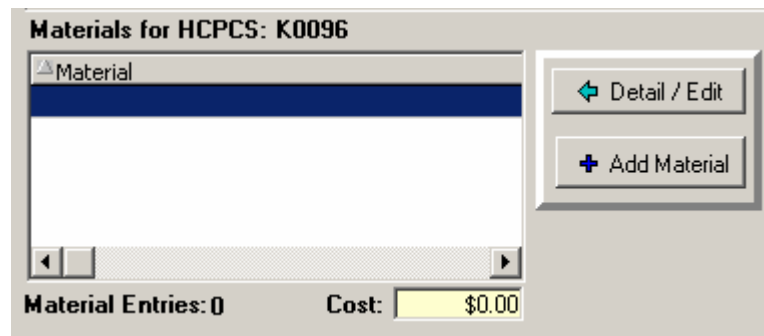 Materials for HCPCS: K0096
Material
Detail / Edit
Add Material
Material Entries: 0 Cost: $0.00